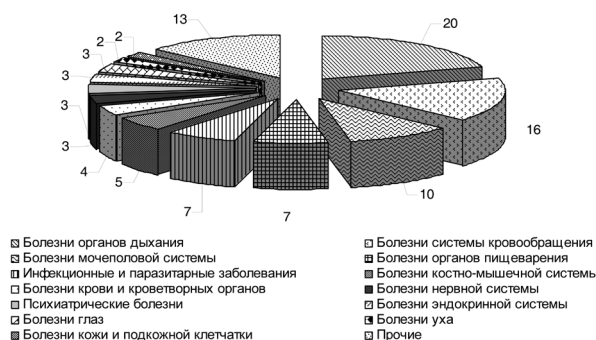 13
20
2
2
3
3
3
3
4
5
7
7
10
16
Болезни органов дыхания
Болезни системы кровообращения
Болезни мочеполовой системы
Болезни органов пищеварения
Инфекционные и паразитарные заболевания
Болезни костно-мышечной системь
Болезни крови и кроветворных органов
Болезни нервной системы
Психиатрические болезни
Болезни эндокринной системы
Болезни глаз
Болезни уха
Болезни кожи и подкожной клетчатки
Прочие